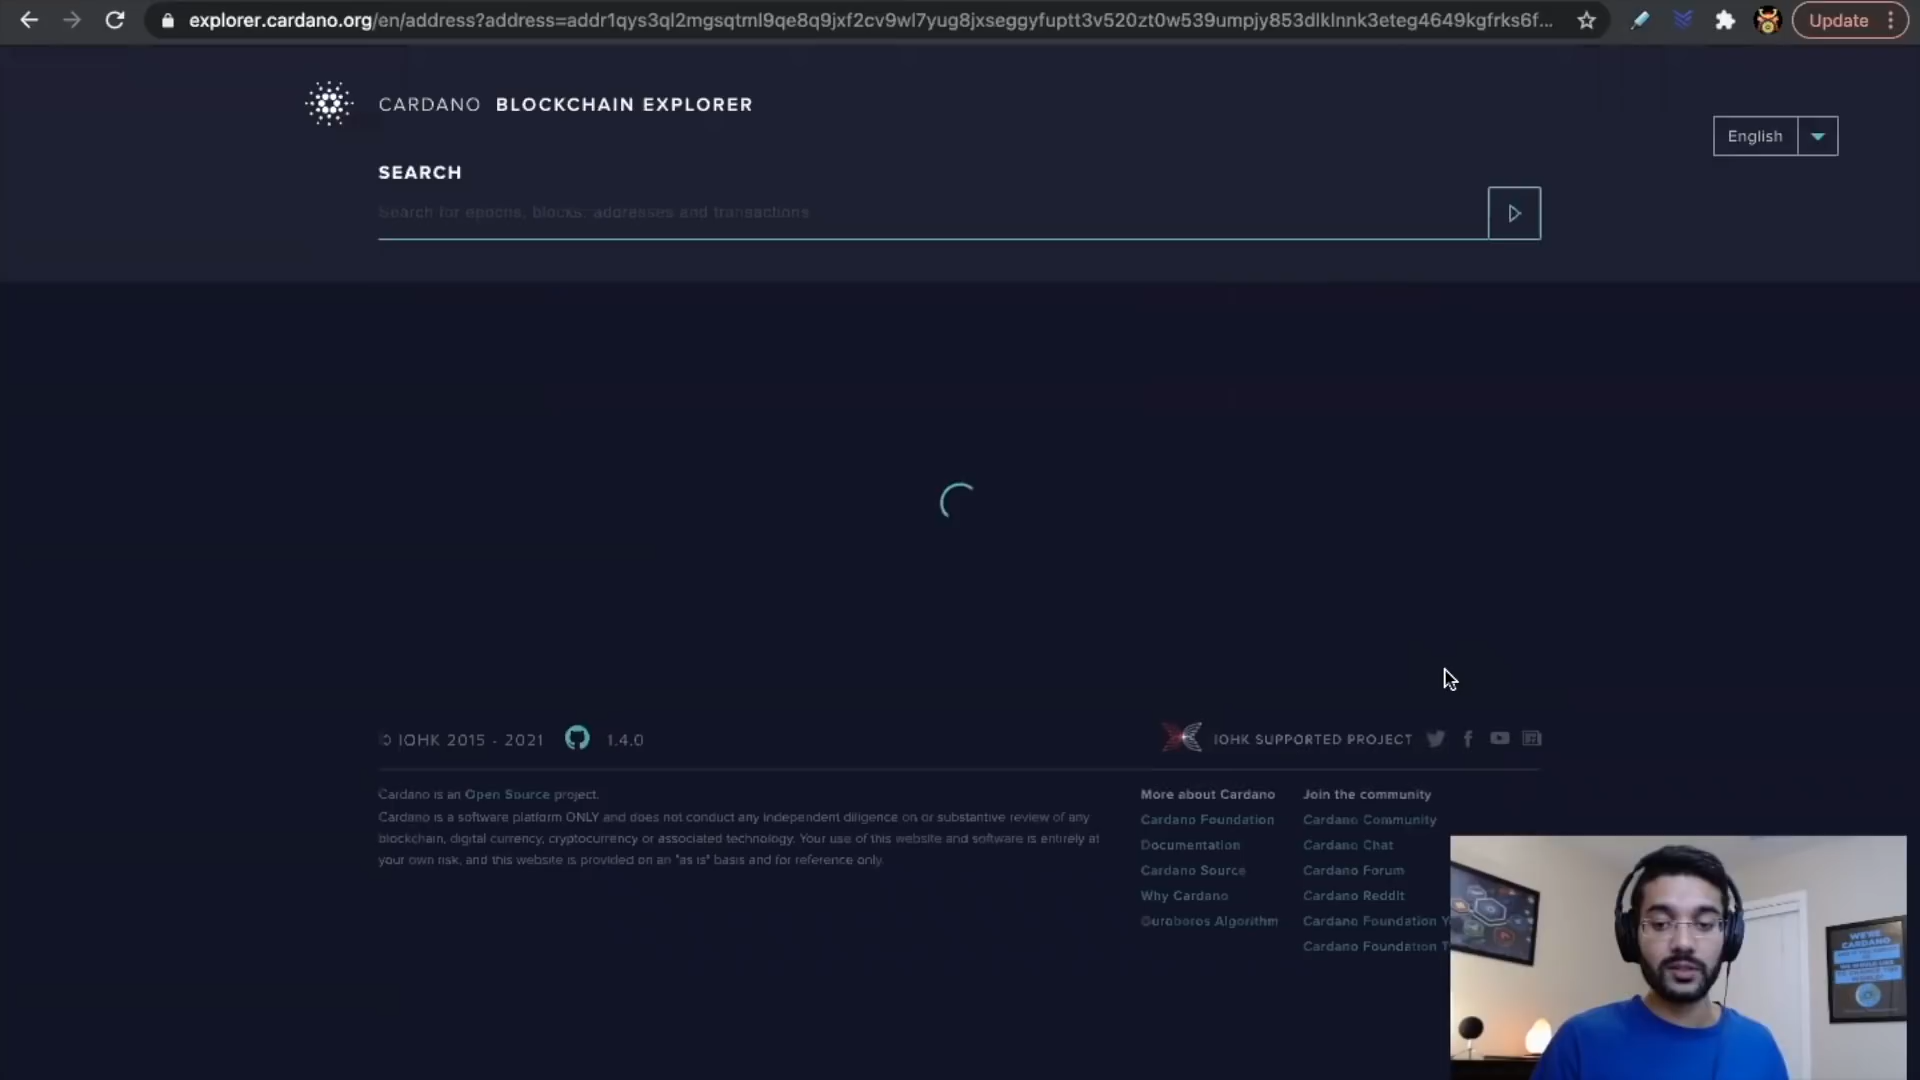 explorer.cardano.org/en/address?address=addr1qys3ql2mgsqtml9qe8q9jxf2cv9wl7yug8jxseggyfuptt3v520zt0w539umpjy853dlklnnk3eteg4649kgfrks6f...
Update
CARDANO BLOCKCHAIN EXPLORER
English
SEARCH
Search for epochs, blocks, addresses and transactions
© IOHK 2015 - 2021 1.4.0
IOHK SUPPORTED PROJECT
Cardano is an Open Source project.
Cardano is a software platform ONLY and does not conduct any independent diligence on or substantive review of any
blockchain, digital currency, cryptocurrency or associated technology. Your use of this website and software is entirely at
your own risk, and this website is provided on an "as is" basis and for reference only.
More about Cardano
Cardano Foundation
Documentation
Cardano Source
Why Cardano
Ouroboros Algorithm
Join the community
Cardano Community
Cardano Chat
Cardano Forum
Cardano Reddit
Cardano Foundation Y
Cardano Foundation T
WE'RE
CARDANO